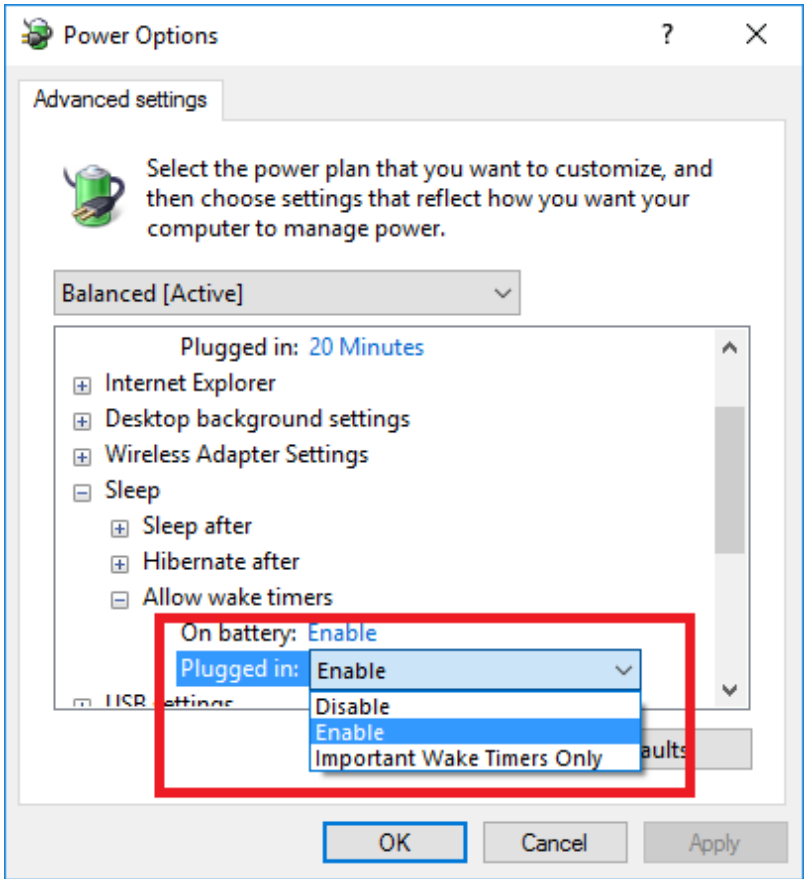 Power Options
Advanced settings
Select the power plan that you want to customize, and
then choose settings that reflect how you want your
computer to manage power.
Balanced [Active]
Plugged in: 20 Minutes
Internet Explorer
Desktop background settings
Wireless Adapter Settings
Sleep
Sleep after
Hibernate after
Allow wake timers
On battery: Enable
Plugged in: Enable
USB settings
Disable
Enable
Important Wake Timers Only
OK
Cancel
Apply